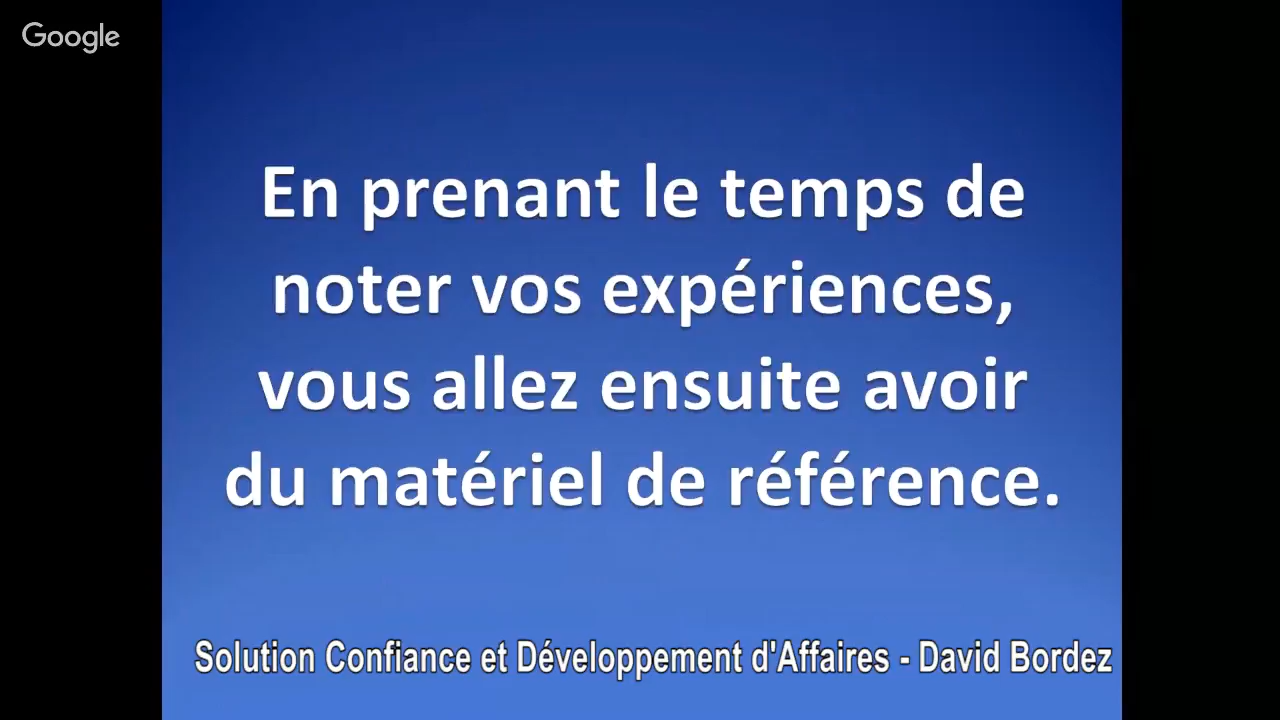 Google
En prenant le temps de
noter vos expériences,
vous allez ensuite avoir
du matériel de référence.
Solution Confiance et Développement d'Affaires - David Bordez